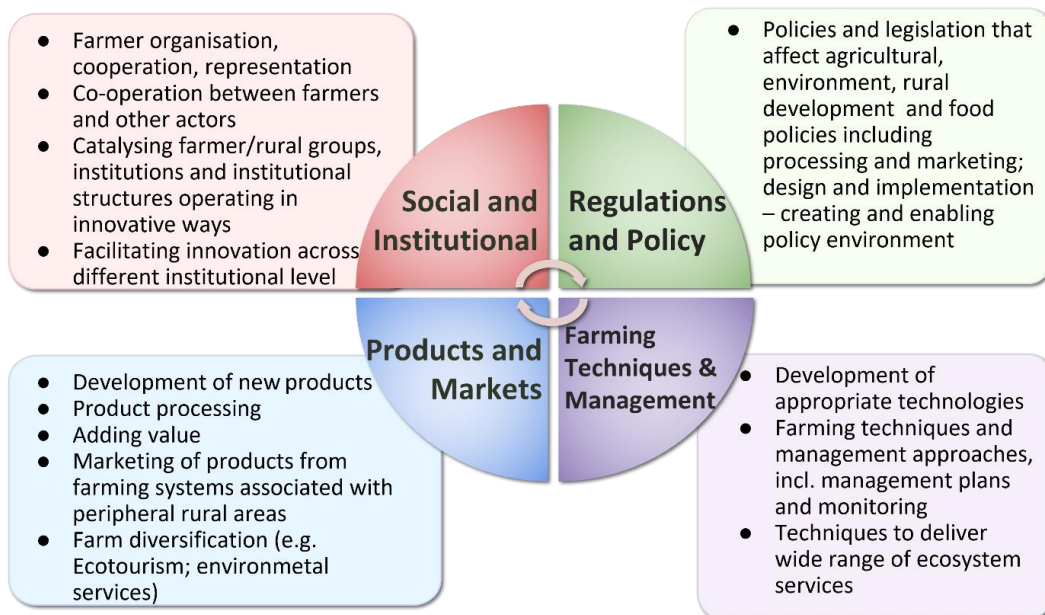 ● Farmer organisation,
cooperation, representation
● Co-operation between farmers
and other actors
● Catalysing farmer/rural groups,
institutions and institutional
structures operating in
innovative ways
● Facilitating innovation across
different institutional level
● Policies and legislation that
affect agricultural,
environment, rural
development and food
policies including
processing and marketing;
design and implementation
– creating and enabling
policy environment
Social and
Institutional
Regulations
and Policy
Products and
Markets
Farming
Techniques &
Management
● Development of new products
● Product processing
● Adding value
● Marketing of products from
farming systems associated with
peripheral rural areas
● Farm diversification (e.g.
Ecotourism; environmetal
services)
● Development of
appropriate technologies
● Farming techniques and
management approaches,
incl. management plans
and monitoring
● Techniques to deliver
wide range of ecosystem
services